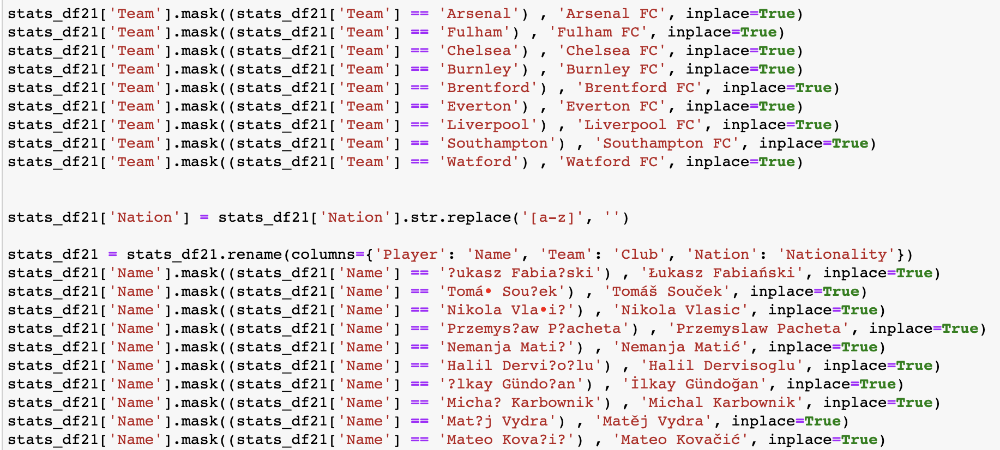 stats_df21['Team'].mask((stats_df21['Team'] == 'Arsenal') , 'Arsenal FC', inplace=True)
stats_df21['Team'].mask((stats_df21['Team'] == 'Fulham') , 'Fulham FC', inplace=True)
stats_df21['Team'].mask((stats_df21['Team'] == 'Chelsea') , 'Chelsea FC', inplace=True)
stats_df21['Team'].mask((stats_df21['Team'] == 'Burnley') , 'Burnley FC', inplace=True)
stats_df21['Team'].mask((stats_df21['Team'] == 'Brentford') , 'Brentford FC', inplace=True)
stats_df21['Team'].mask((stats_df21['Team'] == 'Everton') , 'Everton FC', inplace=True)
stats_df21['Team'].mask((stats_df21['Team'] == 'Liverpool') , 'Liverpool FC', inplace=True)
stats_df21['Team'].mask((stats_df21['Team'] == 'Southampton') , 'Southampton FC', inplace=True)
stats_df21['Team'].mask((stats_df21['Team'] == 'Watford') , 'Watford FC', inplace=True)
stats_df21['Nation'] = stats_df21['Nation'].str.replace('[a-z]', '')
stats_df21 = stats_df21.rename(columns={'Player': 'Name', 'Team': 'Club', 'Nation': 'Nationality'})
stats_df21['Name'].mask((stats_df21['Name'] == '?ukasz Fabia?ski') , 'Łukasz Fabiański', inplace=True)
stats_df21['Name'].mask((stats_df21['Name'] == 'Tomá• Sou?ek') , 'Tomáš Souček', inplace=True)
stats_df21['Name'].mask((stats_df21['Name'] == 'Nikola Vla•i?') , 'Nikola Vlasic', inplace=True)
stats_df21['Name'].mask((stats_df21['Name'] == 'Przemys?aw P?acheta') , 'Przemyslaw Pacheta', inplace=True)
stats_df21['Name'].mask((stats_df21['Name'] == 'Nemanja Mati?') , 'Nemanja Matić', inplace=True)
stats_df21['Name'].mask((stats_df21['Name'] == 'Halil Dervi?o?lu') , 'Halil Dervisoglu', inplace=True)
stats_df21['Name'].mask((stats_df21['Name'] == '?lkay Gündo?an') , 'İlkay Gündoğan', inplace=True)
stats_df21['Name'].mask((stats_df21['Name'] == 'Micha? Karbownik') , 'Michal Karbownik', inplace=True)
stats_df21['Name'].mask((stats_df21['Name'] == 'Mat?j Vydra') , 'Matěj Vydra', inplace=True)
stats_df21['Name'].mask((stats_df21['Name'] == 'Mateo Kova?i?') , 'Mateo Kovačić', inplace=True)